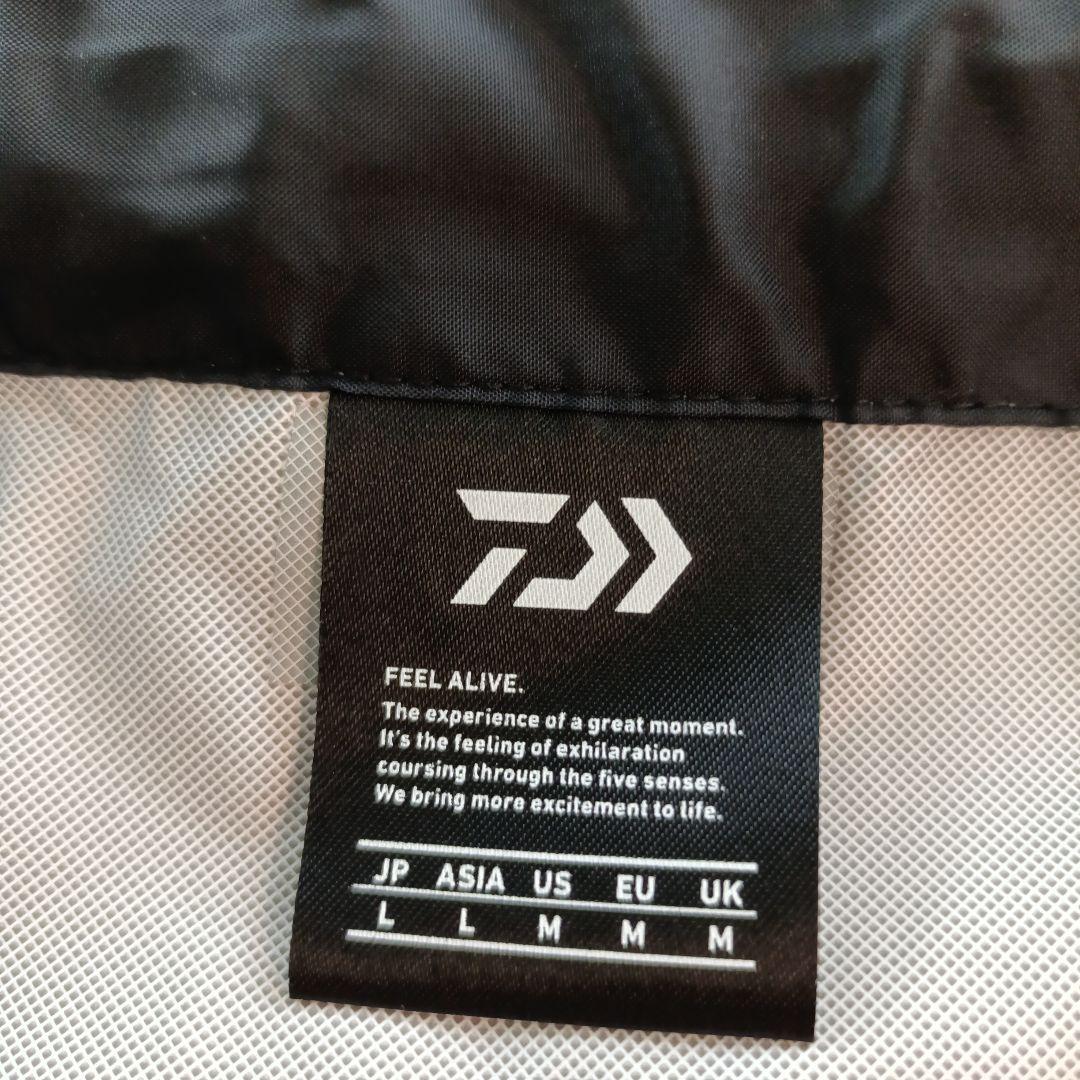 FEEL ALIVE.
The experience of a great moment.
It's the feeling of exhilaration
coursing through the five senses.
We bring more excitement to life.
JP ASIA US EU UK
L L M M M